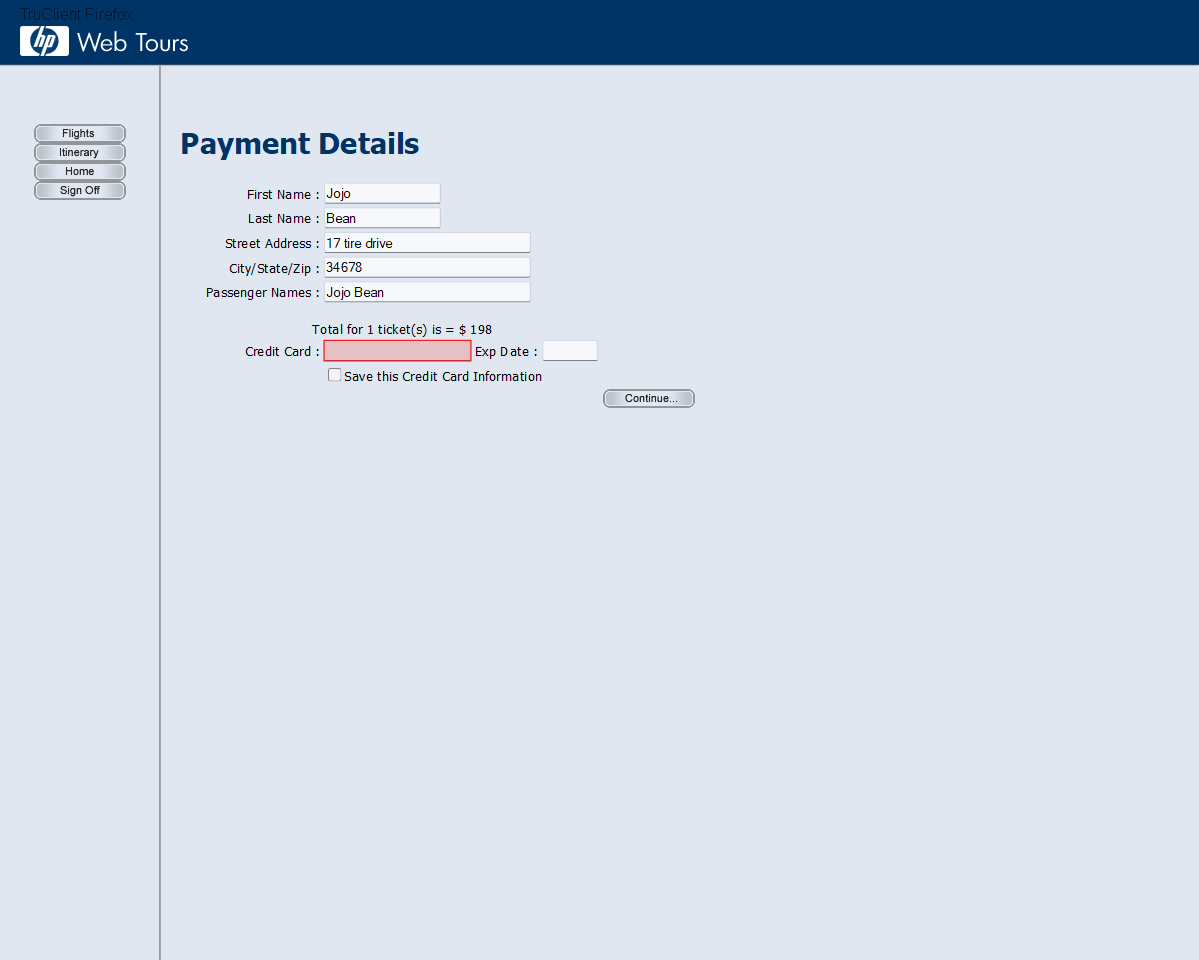 TruClient Firefox
hp Web Tours
Flights
Itinerary
Home
Sign Off
Payment Details
First Name : Jojo
Last Name : Bean
Street Address : 17 tire drive
City/State/Zip : 34678
Passenger Names : Jojo Bean
Total for 1 ticket(s) is = $ 198
Credit Card : Exp Date :
Save this Credit Card Information
Continue...